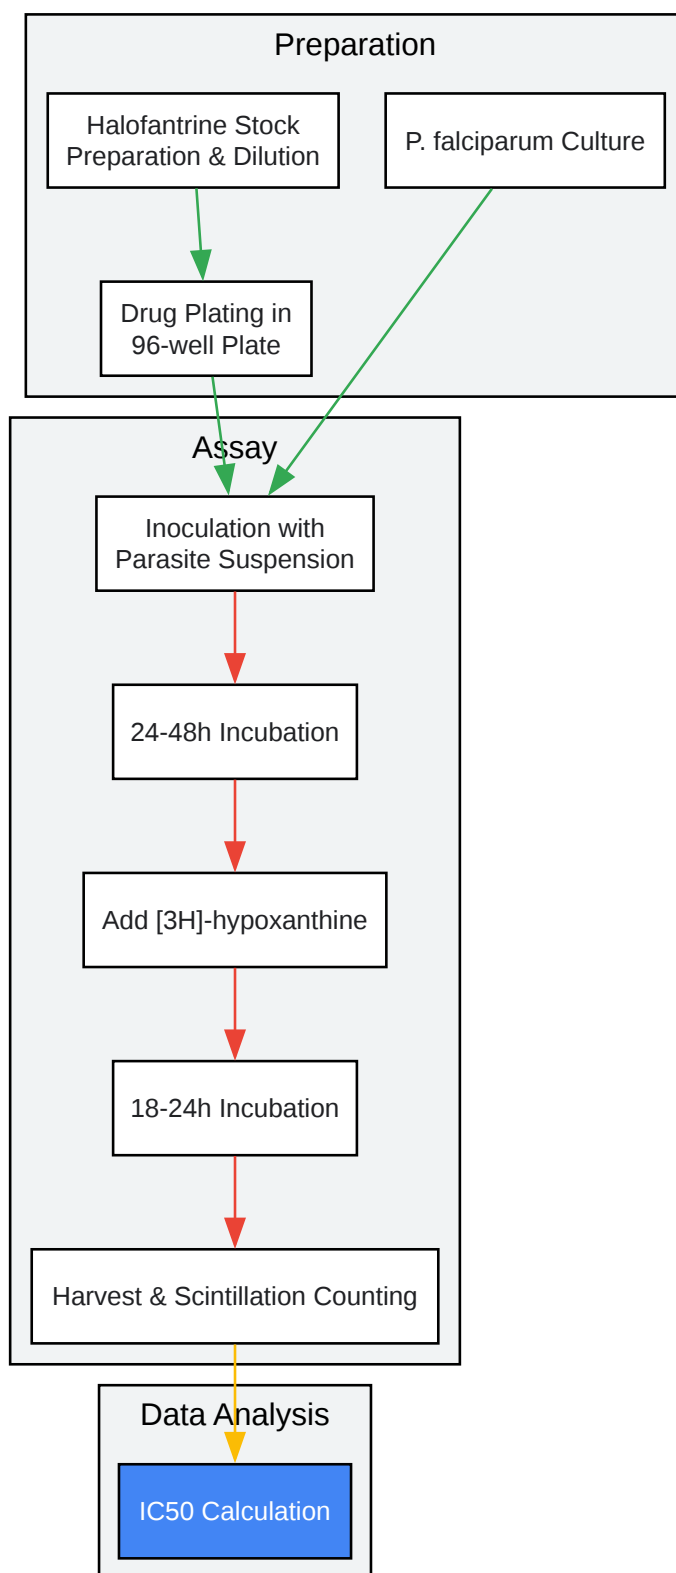 Preparation
Halofantrine Stock
Preparation & Dilution
P. falciparum Culture
Drug Plating in
96-well Plate
Assay
Inoculation with
Parasite Suspension
24-48h Incubation
Add [3H]-hypoxanthine
18-24h Incubation
Harvest & Scintillation Counting
Data Analysis
IC50 Calculation